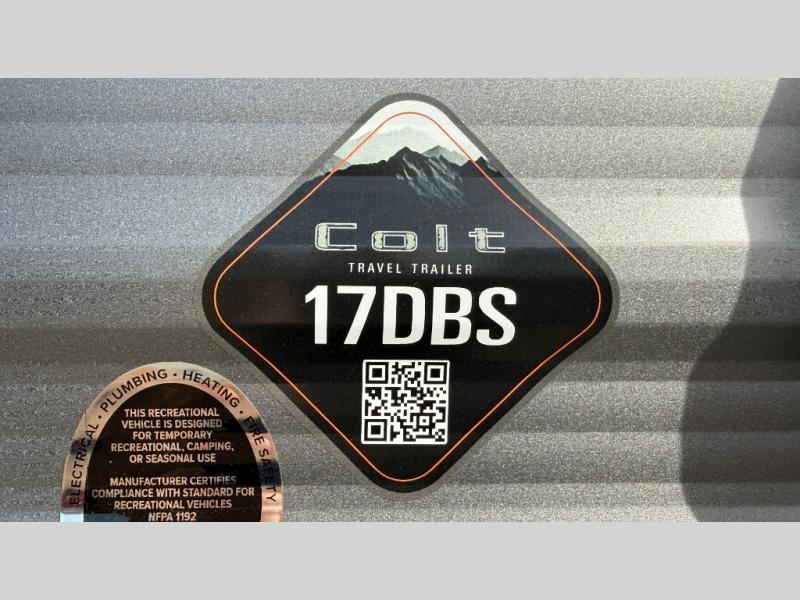 Colt
TRAVEL TRAILER
17DBS
ELECTRICAL • PLUMBING • HEATING • FIRE SAFETY
THIS RECREATIONAL
VEHICLE IS DESIGNED
FOR TEMPORARY
RECREATIONAL, CAMPING,
OR SEASONAL USE
MANUFACTURER CERTIFIES
COMPLIANCE WITH STANDARD FOR
RECREATIONAL VEHICLES
NFPA 1192